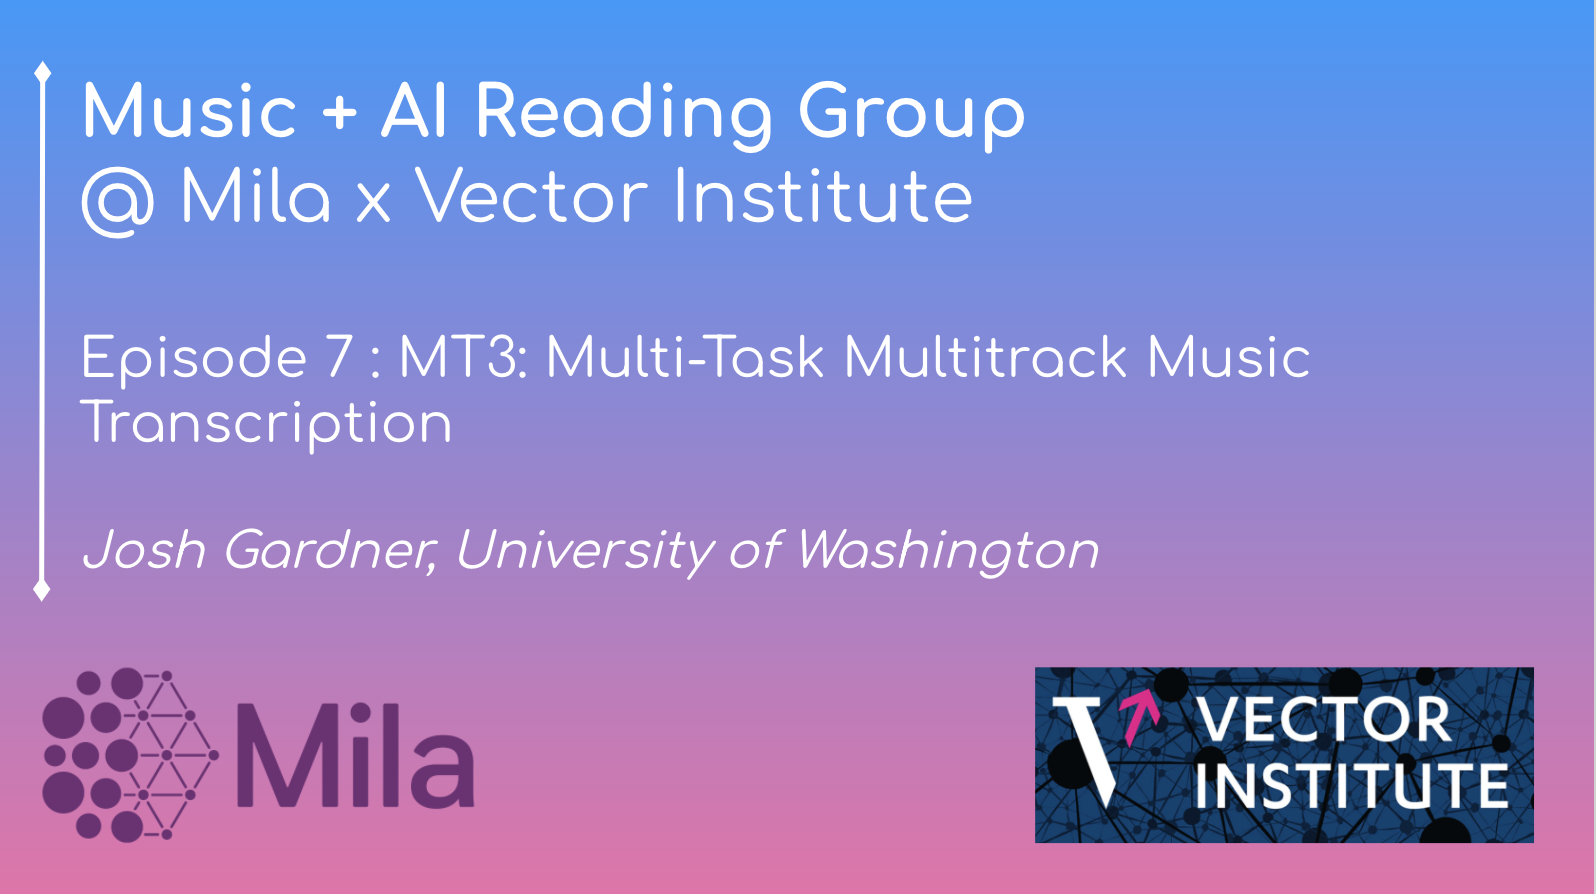 Music + AI Reading Group
@ Mila x Vector Institute
Episode 7 : MT3: Multi-Task Multitrack Music
Transcription
Josh Gardner, University of Washington
Mila
VECTOR
INSTITUTE